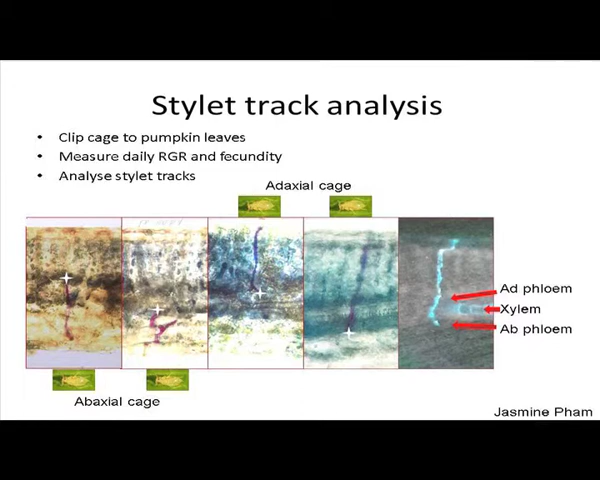 Stylet track analysis
• Clip cage to pumpkin leaves
• Measure daily RGR and fecundity
• Analyse stylet tracks
Adaxial cage
Ad phloem
Xylem
Ab phloem
Abaxial cage
Jasmine Pham